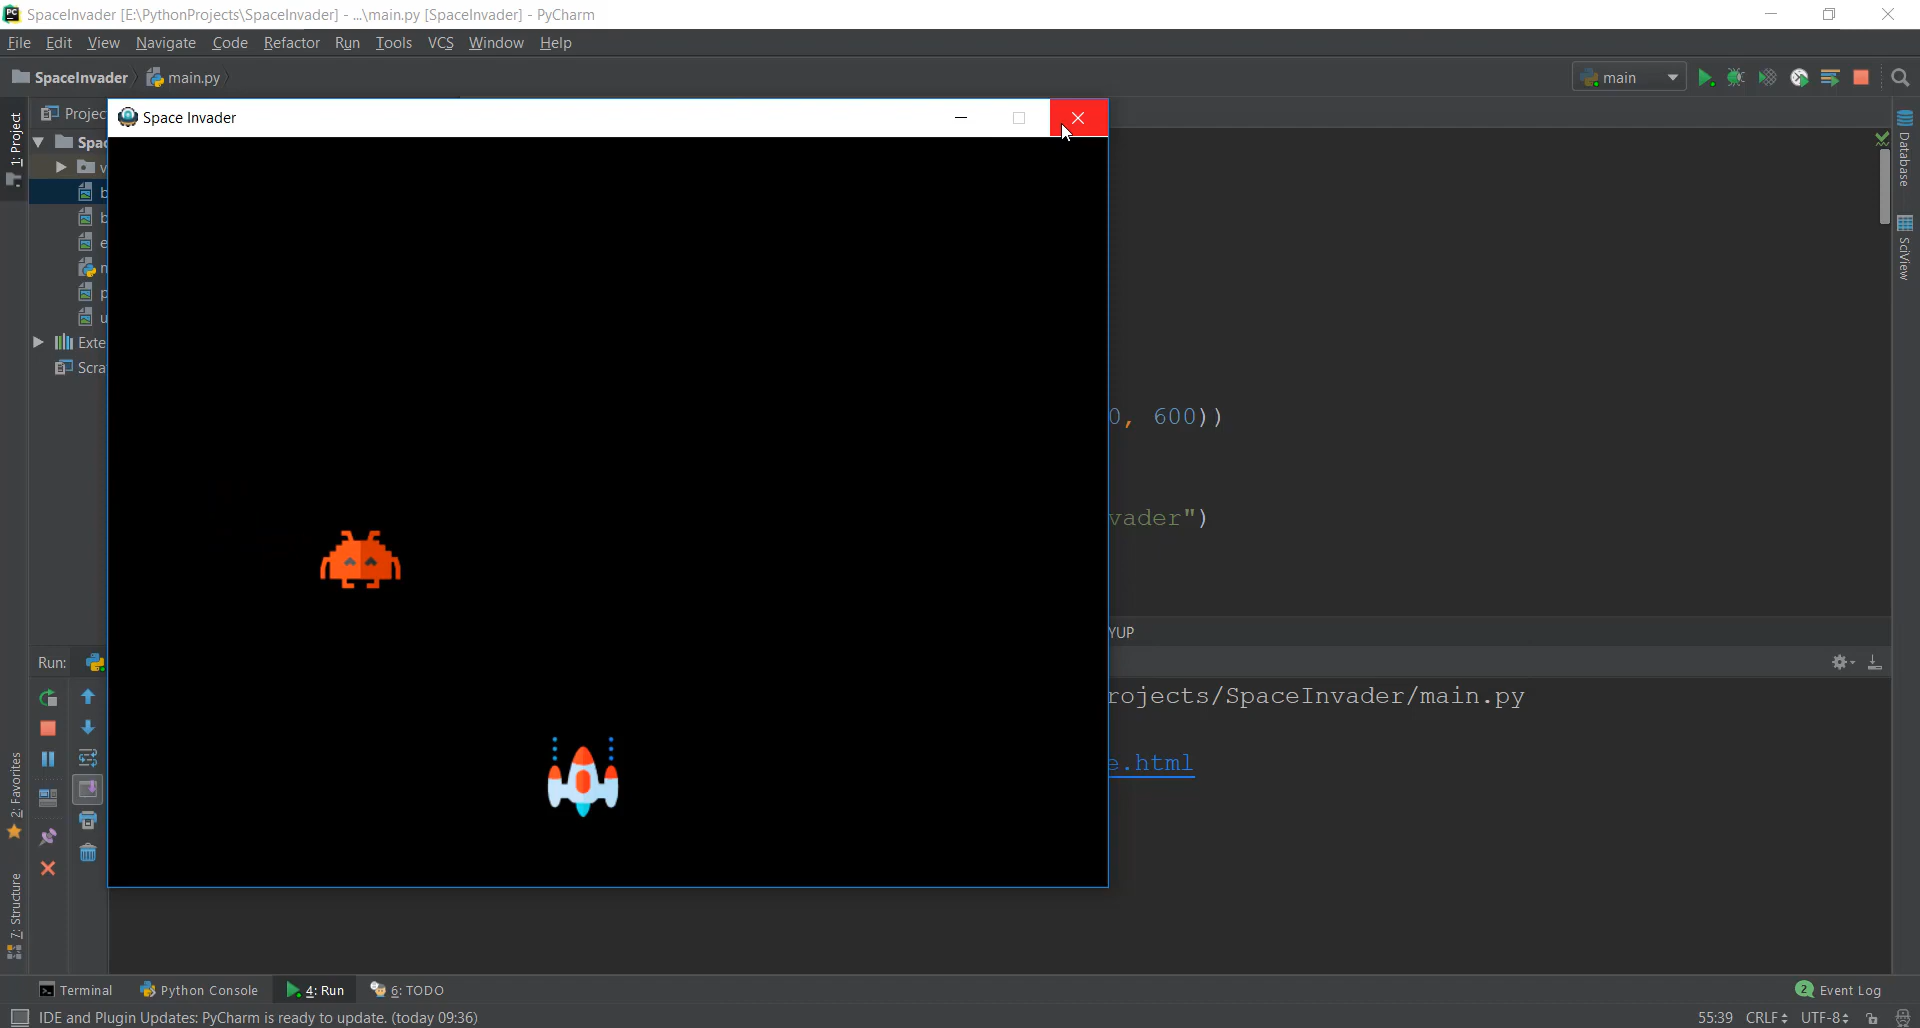 SpaceInvader [E:\PythonProjects\SpaceInvader] - ...\main.py [SpaceInvader] - PyCharm
File Edit View Navigate Code Refactor Run Tools VCS Window Help
SpaceInvader main.py main
1: Project
Projec
Space Invader
Spac
v
b
b
e
m
p
u
Exte
Scra
Database
SciView
0, 600))
vader")
YUP
Run:
rojects/SpaceInvader/main.py
e.html
2: Favorites
7: Structure
Terminal Python Console 4: Run 6: TODO 2 Event Log
IDE and Plugin Updates: PyCharm is ready to update. (today 09:36) 55:39 CRLF UTF-8